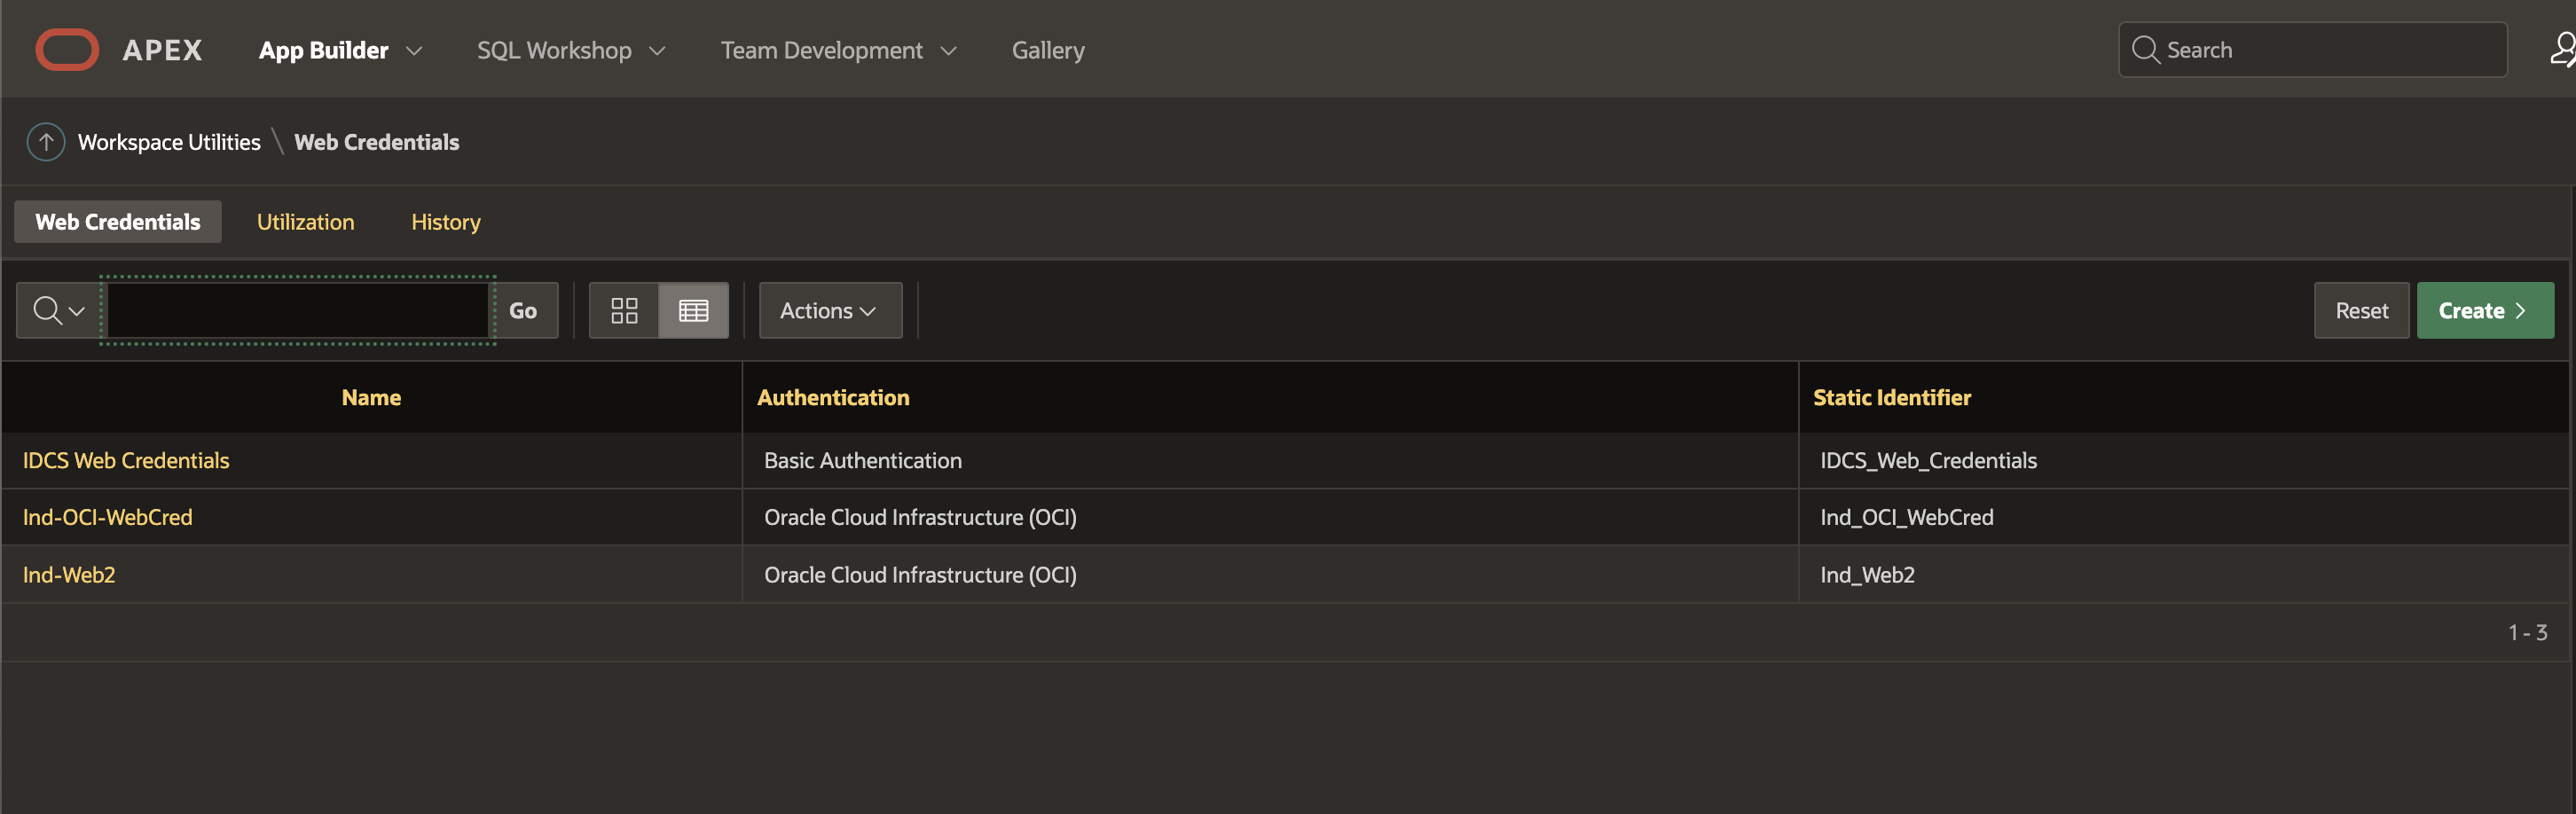 APEX App Builder SQL Workshop Team Development Gallery Search
Workspace Utilities \ Web Credentials
Web Credentials Utilization History
Go Actions Reset Create
Name Authentication Static Identifier
IDCS Web Credentials Basic Authentication IDCS_Web_Credentials
Ind-OCI-WebCred Oracle Cloud Infrastructure (OCI) Ind_OCI_WebCred
Ind-Web2 Oracle Cloud Infrastructure (OCI) Ind_Web2
1 - 3